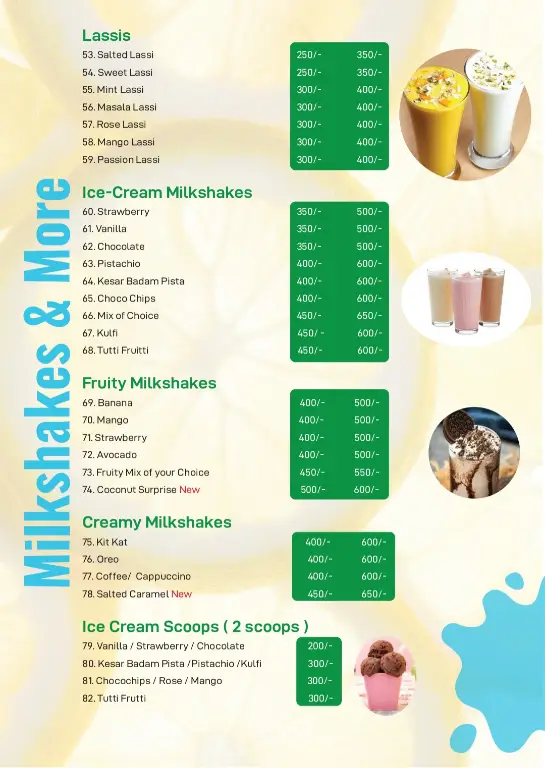 Milkshakes & More
Lassis
53. Salted Lassi 250/- 350/-
54. Sweet Lassi 250/- 350/-
55. Mint Lassi 300/- 400/-
56. Masala Lassi 300/- 400/-
57. Rose Lassi 300/- 400/-
58. Mango Lassi 300/- 400/-
59. Passion Lassi 300/- 400/-
Ice-Cream Milkshakes
60. Strawberry 350/- 500/-
61. Vanilla 350/- 500/-
62. Chocolate 350/- 500/-
63. Pistachio 400/- 600/-
64. Kesar Badam Pista 400/- 600/-
65. Choco Chips 400/- 600/-
66. Mix of Choice 450/- 650/-
67. Kulfi 450/ - 600/-
68. Tutti Fruitti 450/- 600/-
Fruity Milkshakes
69. Banana 400/- 500/-
70. Mango 400/- 500/-
71. Strawberry 400/- 500/-
72. Avocado 400/- 500/-
73. Fruity Mix of your Choice 450/- 550/-
74. Coconut Surprise New 500/- 600/-
Creamy Milkshakes
75. Kit Kat 400/- 600/-
76. Oreo 400/- 600/-
77. Coffee/ Cappuccino 400/- 600/-
78. Salted Caramel New 450/- 650/-
Ice Cream Scoops ( 2 scoops )
79. Vanilla / Strawberry / Chocolate 200/-
80. Kesar Badam Pista /Pistachio /Kulfi 300/-
81. Chocochips / Rose / Mango 300/-
82. Tutti Frutti 300/-